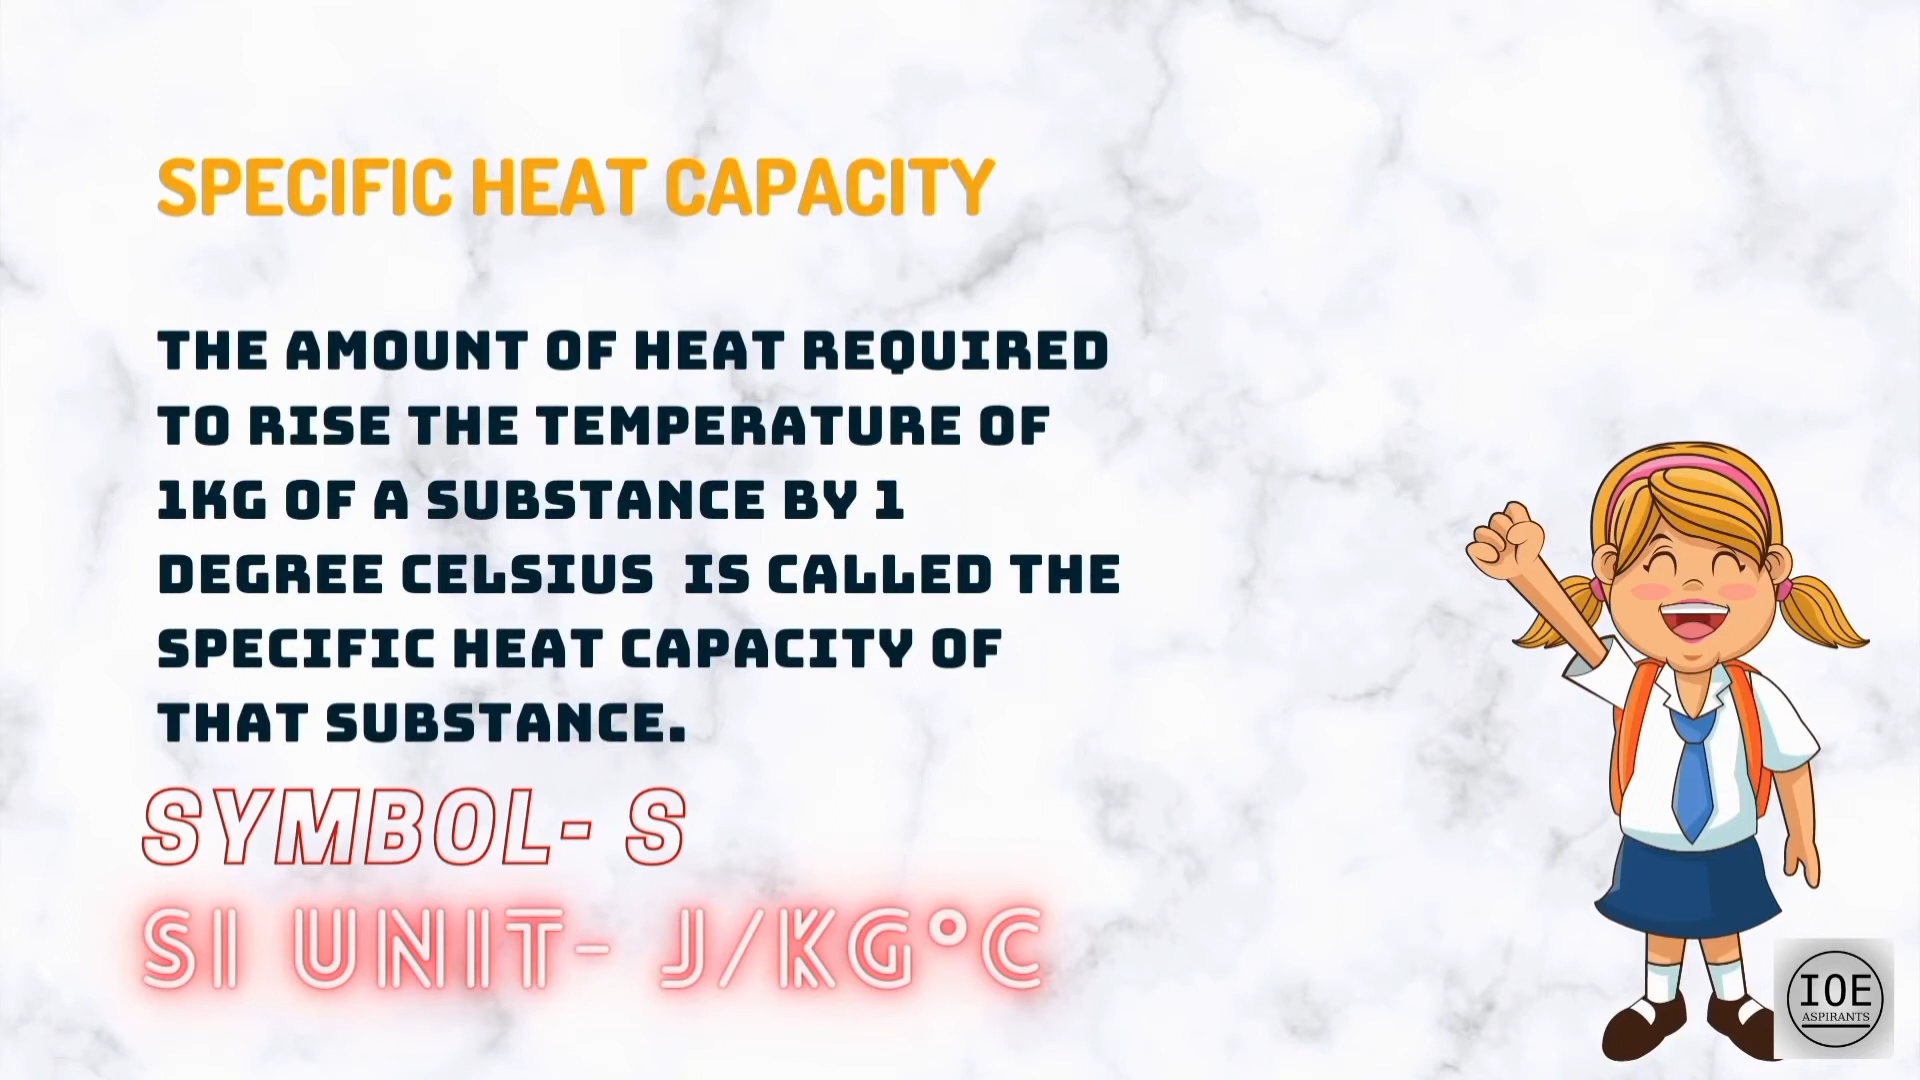 SPECIFIC HEAT CAPACITY
THE AMOUNT OF HEAT REQUIRED
TO RISE THE TEMPERATURE OF
1KG OF A SUBSTANCE BY 1
DEGREE CELSIUS IS CALLED THE
SPECIFIC HEAT CAPACITY OF
THAT SUBSTANCE.
SYMBOL- S
SI UNIT- J/KG°C
IOE
ASPIRANTS